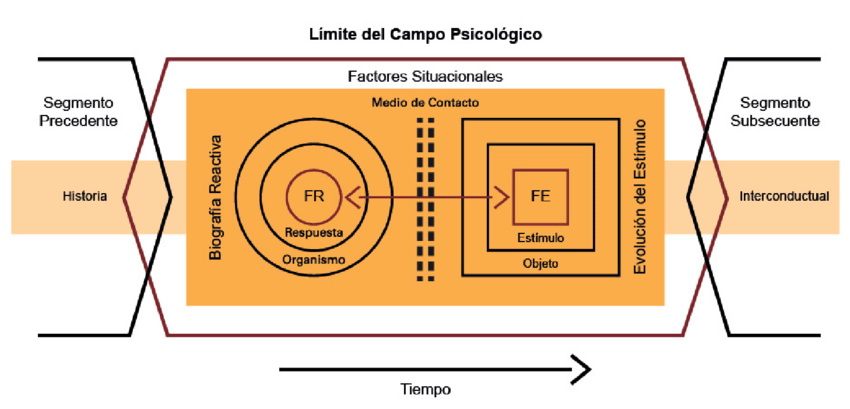 Límite del Campo Psicológico
Factores Situacionales
Segmento
Precedente
Medio de Contacto
Segmento
Subsecuente
Biografía Reactiva
Historia
FR
Respuesta
Organismo
FE
Estímulo
Objeto
Evolución del Estímulo
Interconductual
Tiempo